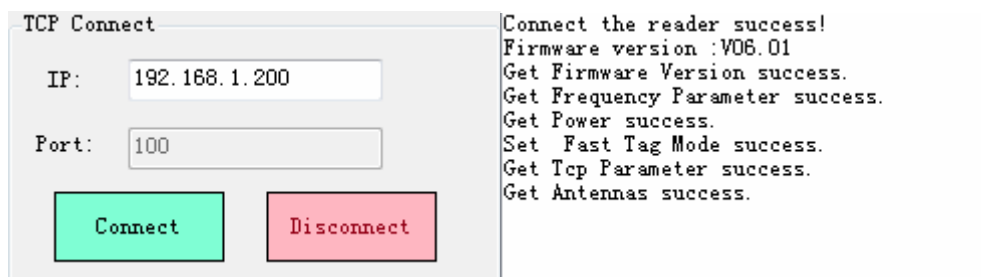 TCP Connect
IP: 192.168.1.200
Port: 100
Connect Disconnect
Connect the reader success!
Firmware version :V06.01
Get Firmware Version success.
Get Frequency Parameter success.
Get Power success.
Set  Fast Tag Mode success.
Get Tcp Parameter success.
Get Antennas success.